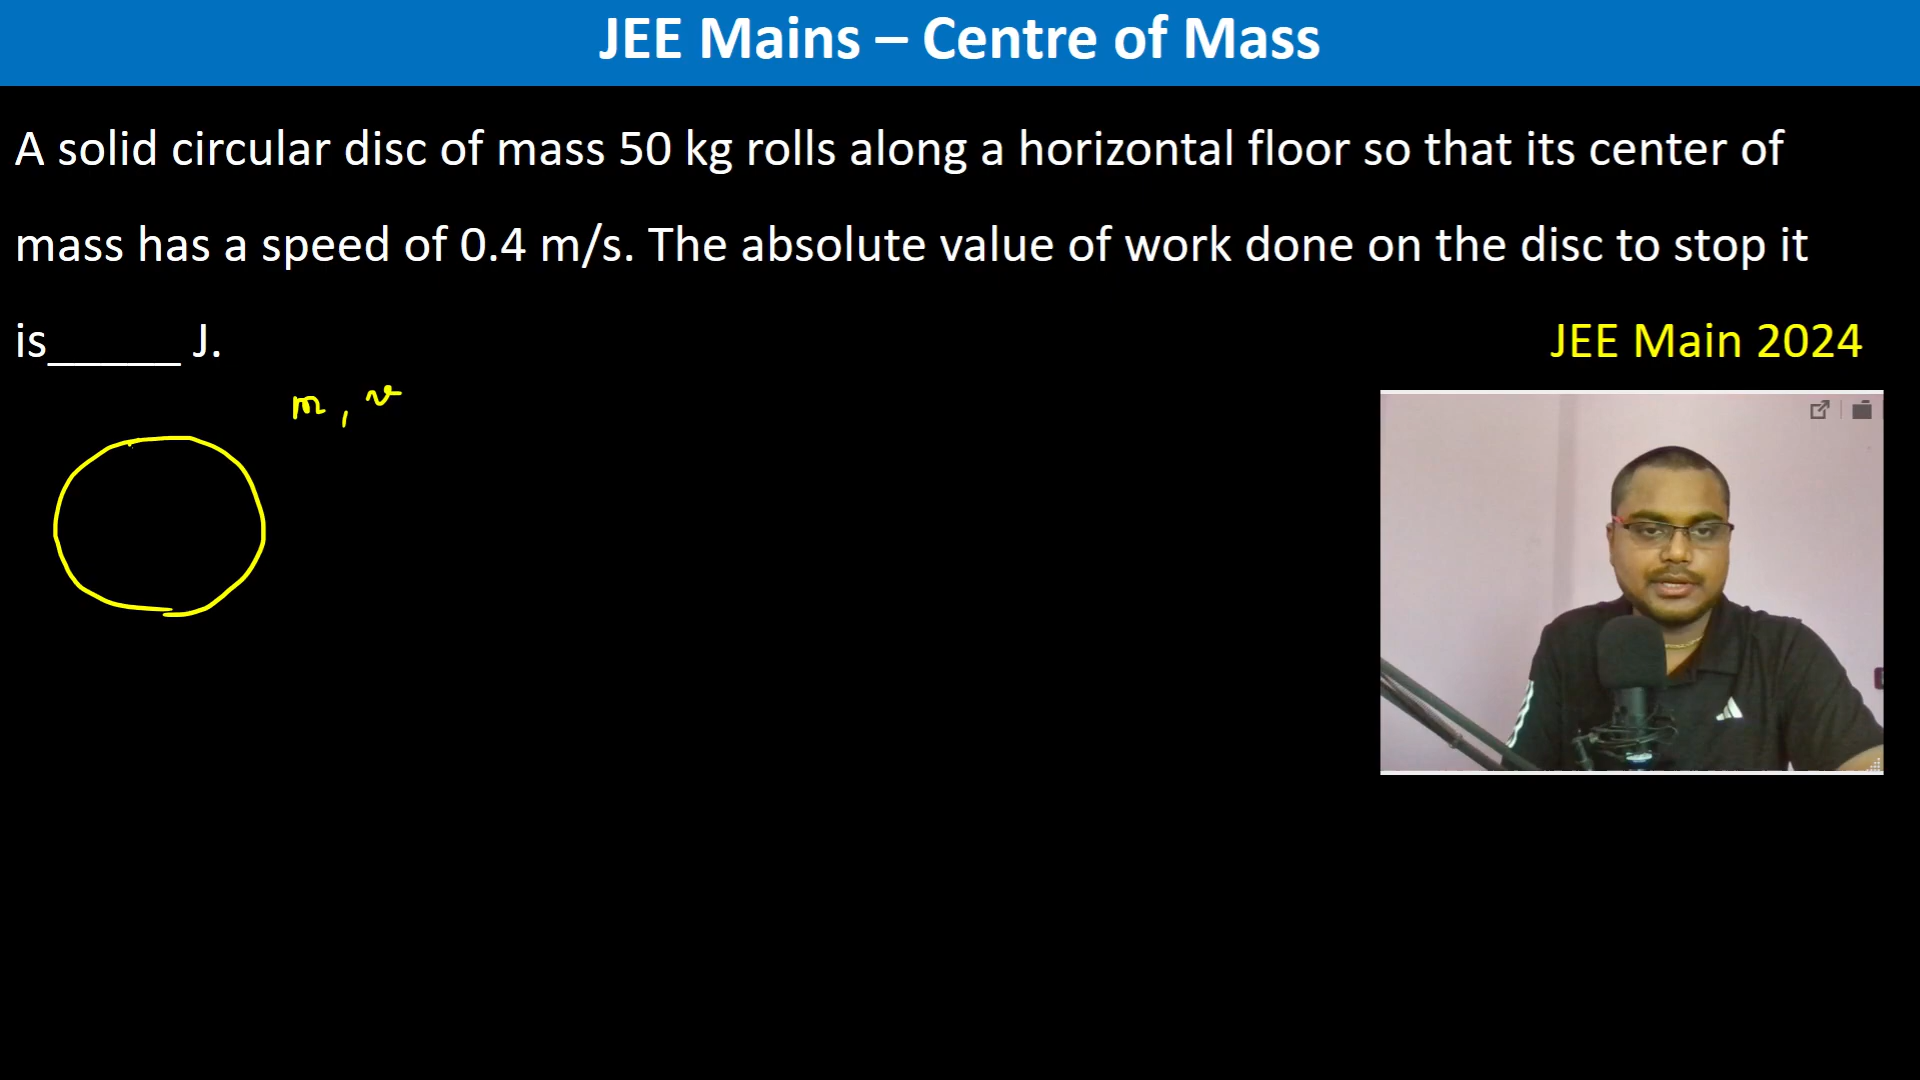 JEE Mains – Centre of Mass
A solid circular disc of mass 50 kg rolls along a horizontal floor so that its center of
mass has a speed of 0.4 m/s. The absolute value of work done on the disc to stop it
is_____ J.
JEE Main 2024
m, v